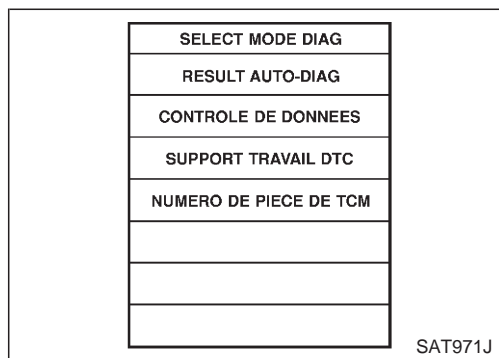 SELECT MODE DIAG
RESULT AUTO-DIAG
CONTROLE DE DONNEES
SUPPORT TRAVAIL DTC
NUMERO DE PIECE DE TCM
SAT971J